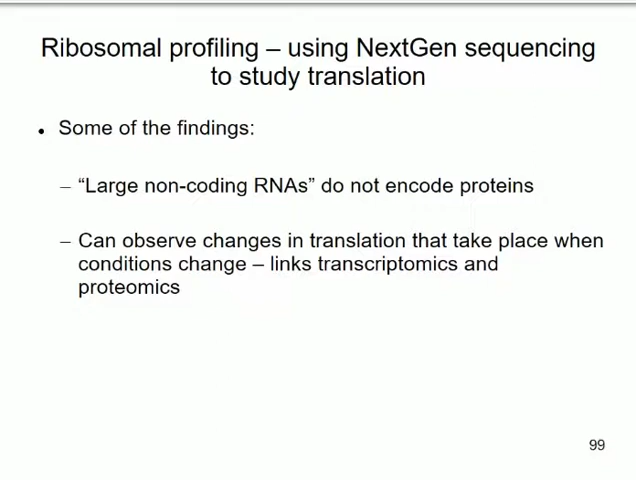 Ribosomal profiling – using NextGen sequencing
to study translation
• Some of the findings:
– “Large non-coding RNAs” do not encode proteins
– Can observe changes in translation that take place when
conditions change – links transcriptomics and
proteomics
99